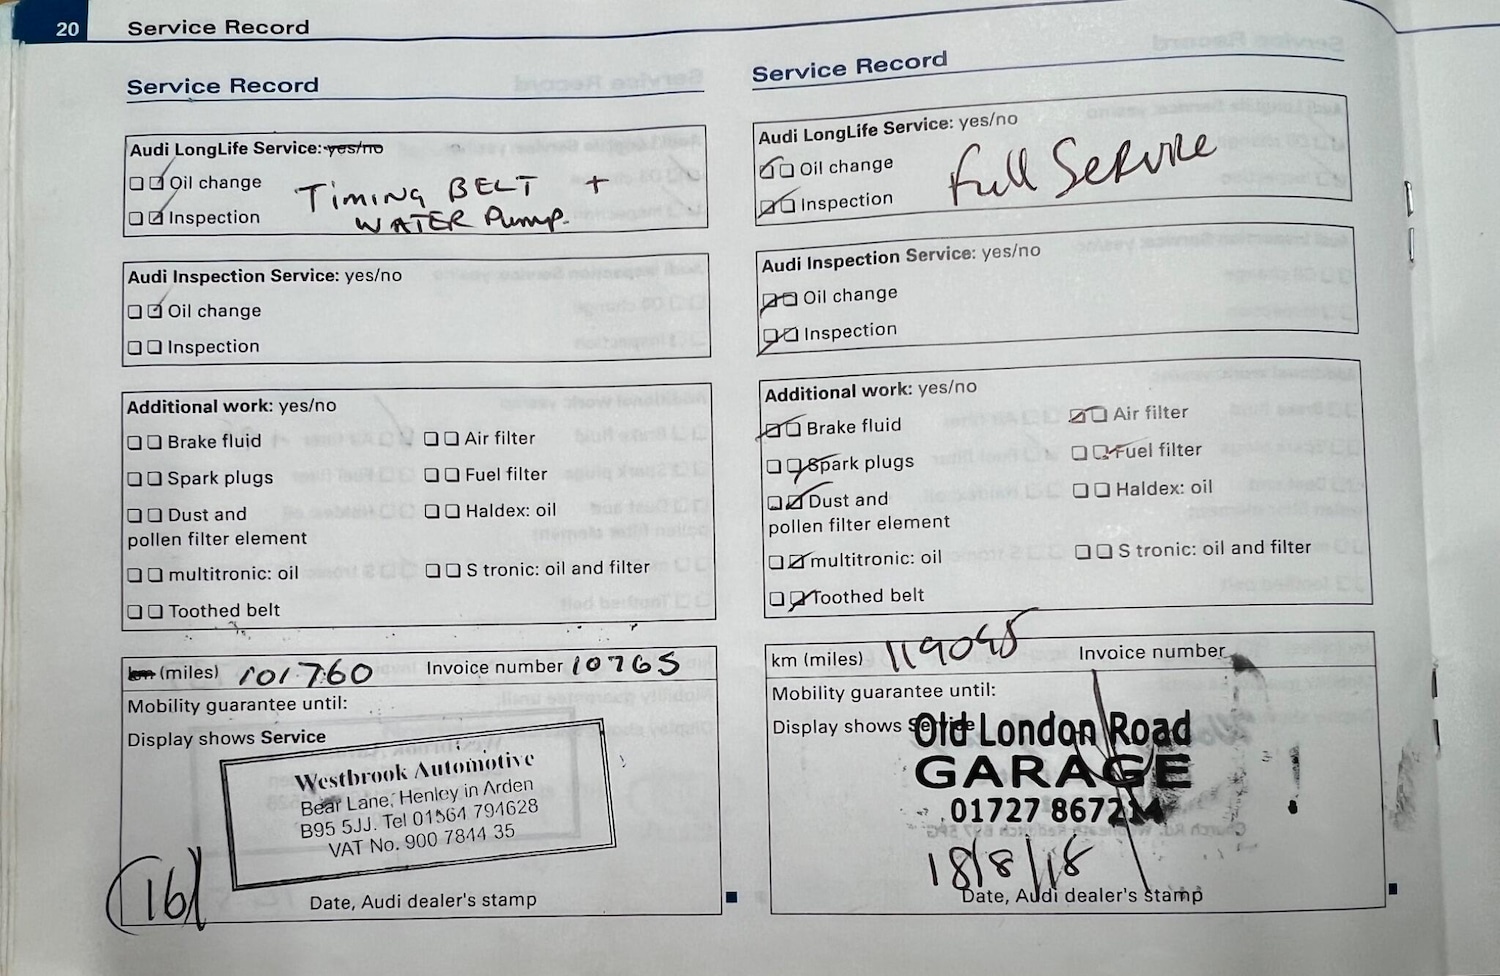 20 Service Record
Service Record
Audi LongLife Service: yes/no
Oil change
Inspection
TIMING BELT +
WATER Pump.
Audi Inspection Service: yes/no
Oil change
Inspection
Additional work: yes/no
Brake fluid
Air filter
Spark plugs
Fuel filter
Dust and
pollen filter element
Haldex: oil
multitronic: oil
S tronic: oil and filter
Toothed belt
km (miles) 101760 Invoice number 10765
Mobility guarantee until:
Display shows Service
Westbrook Automotive
Bear Lane, Henley in Arden
B95 5JJ. Tel 01564 794628
VAT No. 900 7844 35
16
Date, Audi dealer's stamp
Service Record
Audi LongLife Service: yes/no
Oil change
Inspection
Full Service
Audi Inspection Service: yes/no
Oil change
Inspection
Additional work: yes/no
Brake fluid
Air filter
Spark plugs
Fuel filter
Dust and
pollen filter element
Haldex: oil
multitronic: oil
S tronic: oil and filter
Toothed belt
km (miles) 119045 Invoice number
Mobility guarantee until:
Display shows Service
Old London Road
GARAGE
01727 867214
18/8/18
Date, Audi dealer's stamp